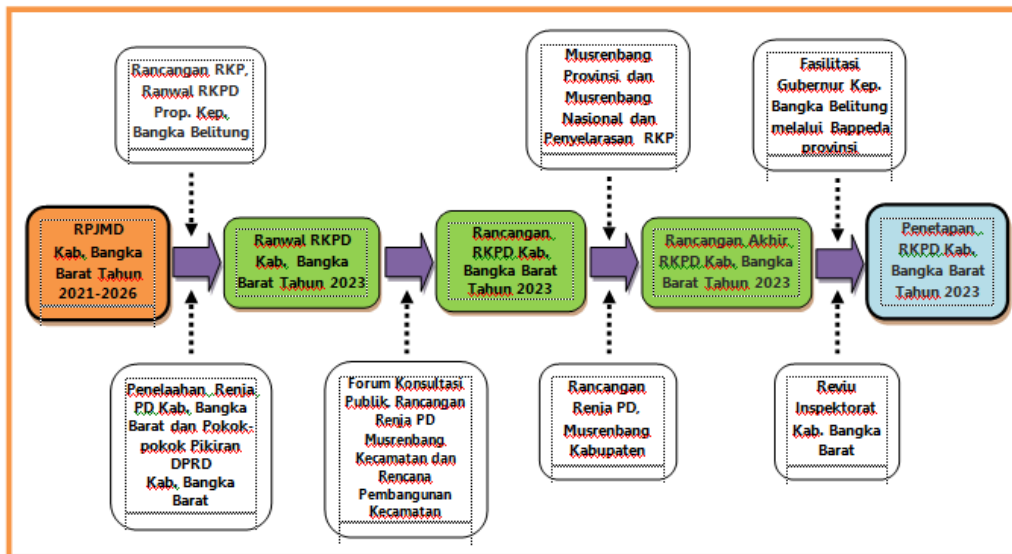 Rancangan RKP,
Ranwal RKPD
Prop. Kep.
Bangka Belitung
Musrenbang
Provinsi dan
Musrenbang
Nasional dan
Penyelarasan RKP
Fasilitasi
Gubernur Kep.
Bangka Belitung
melalui Bappeda
provinsi
RPJMD
Kab. Bangka
Barat Tahun
2021-2026
Ranwal RKPD
Kab. Bangka
Barat Tahun 2023
Rancangan
RKPD Kab.
Bangka Barat
Tahun 2023
Rancangan Akhir
RKPD Kab. Bangka
Barat Tahun 2023
Penetapan
RKPD Kab.
Bangka Barat
Tahun 2023
Penelaahan Renja
PD Kab. Bangka
Barat dan Pokok-
pokok Pikiran
DPRD
Kab. Bangka
Barat
Forum Konsultasi
Publik, Rancangan
Renja PD
Musrenbang
Kecamatan dan
Rencana
Pembangunan
Kecamatan
Rancangan
Renja PD,
Musrenbang
Kabupaten
Reviu
Inspektorat
Kab. Bangka
Barat